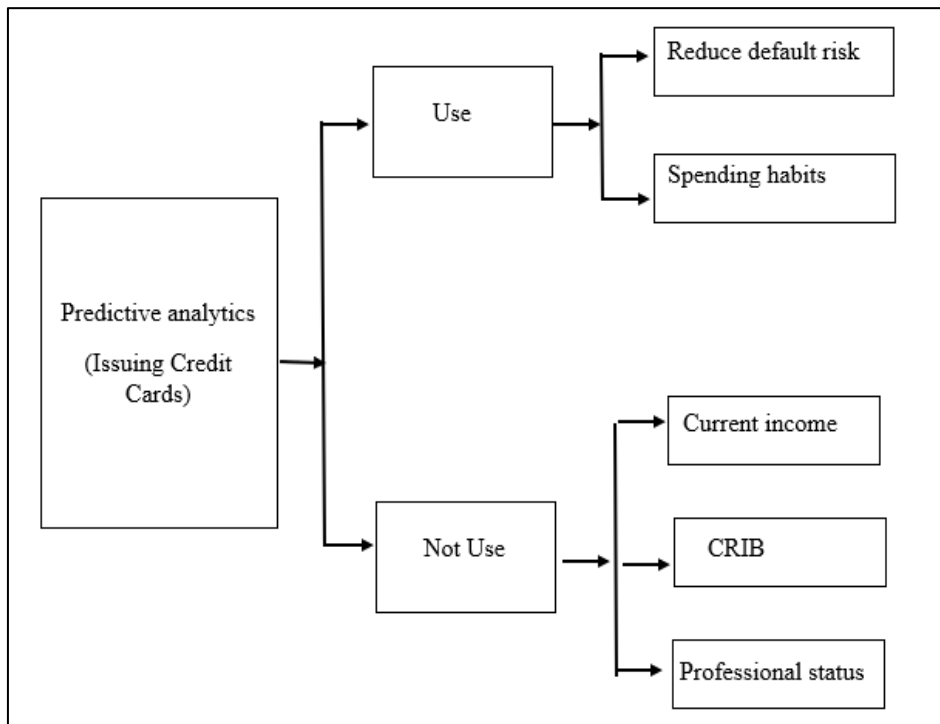 Predictive analytics
(Issuing Credit
Cards)
Use
Reduce default risk
Spending habits
Not Use
Current income
CRIB
Professional status